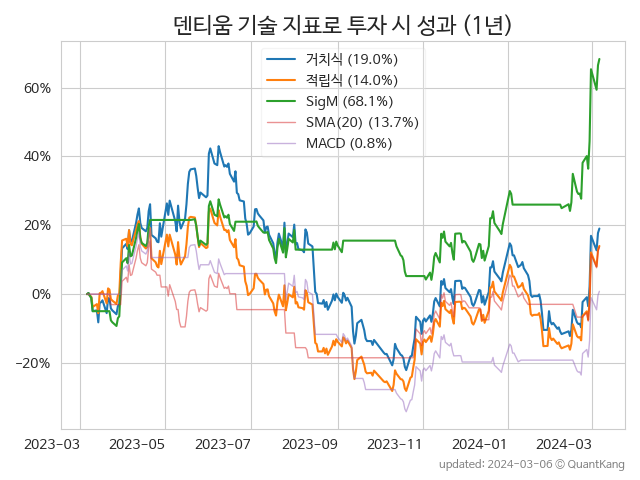 덴티움 기술 지표로 투자 시 성과 (1년)
거치식 (19.0%)
적립식 (14.0%)
SigM (68.1%)
SMA(20) (13.7%)
MACD (0.8%)
60%
40%
20%
0%
−20%
2023-03 2023-05 2023-07 2023-09 2023-11 2024-01 2024-03
updated: 2024-03-06 © QuantKang